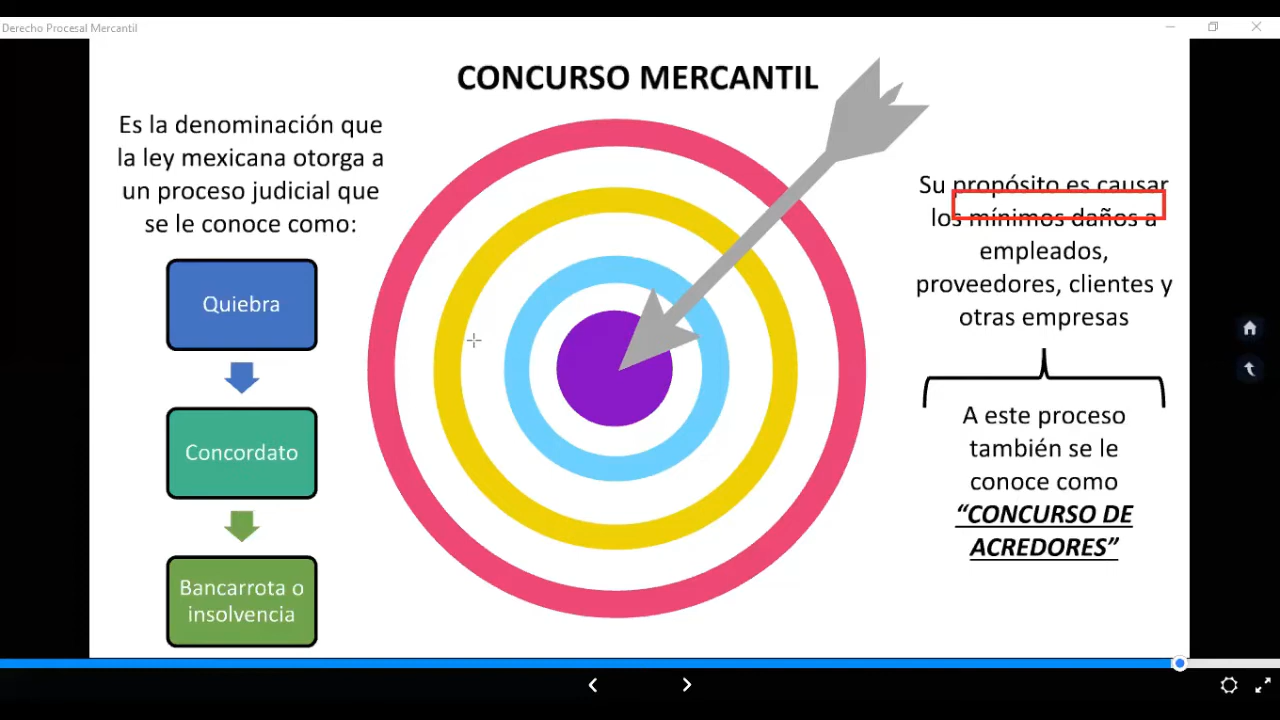 Derecho Procesal Mercantil
CONCURSO MERCANTIL
Es la denominación que
la ley mexicana otorga a
un proceso judicial que
se le conoce como:
Quiebra
Concordato
Bancarrota o
insolvencia
Su propósito es causar
los mínimos daños a
empleados,
proveedores, clientes y
otras empresas
A este proceso
también se le
conoce como
“CONCURSO DE
ACREDORES”